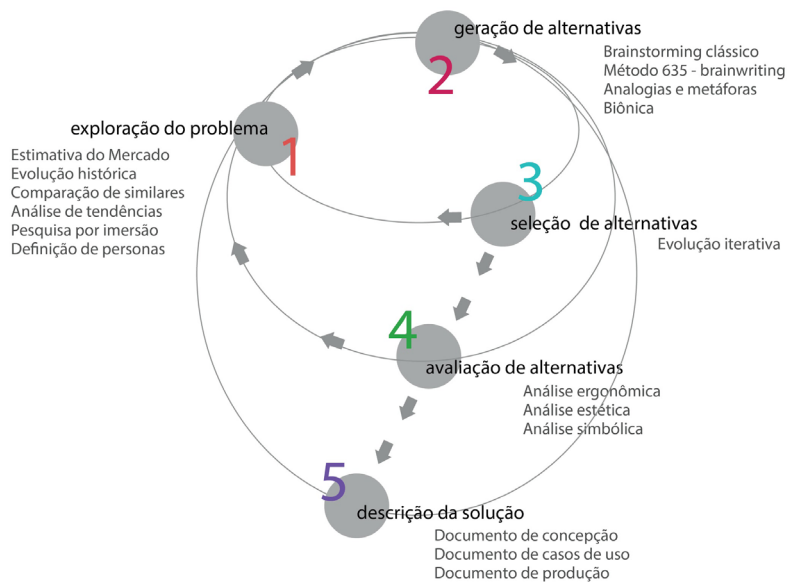 geração de alternativas
2
Brainstorming clássico
Método 635 - brainwriting
Analogias e metáforas
Biônica
exploração do problema
1
Estimativa do Mercado
Evolução histórica
Comparação de similares
Análise de tendências
Pesquisa por imersão
Definição de personas
3
seleção de alternativas
Evolução iterativa
4
avaliação de alternativas
Análise ergonômica
Análise estética
Análise simbólica
5
descrição da solução
Documento de concepção
Documento de casos de uso
Documento de produção